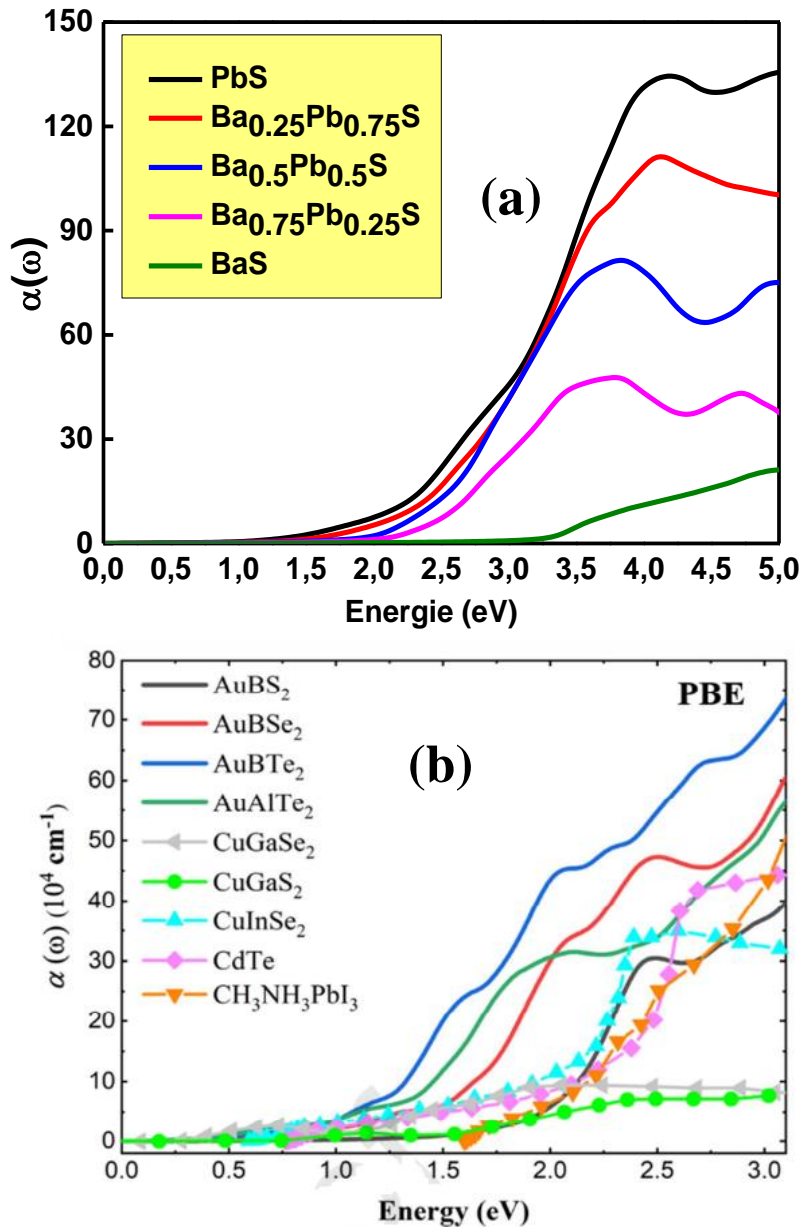 150
120
90
60
30
0
α(ω)
PbS
Ba0.25Pb0.75S
Ba0.5Pb0.5S
Ba0.75Pb0.25S
BaS
(a)
0,0 0,5 1,0 1,5 2,0 2,5 3,0 3,5 4,0 4,5 5,0
Energie (eV)
80
70
60
50
40
30
20
10
0
α (ω) (10⁴ cm⁻¹)
AuBS₂
AuBSe₂
AuBTe₂
AuAlTe₂
CuGaSe₂
CuGaS₂
CuInSe₂
CdTe
CH₃NH₃PbI₃
PBE
(b)
0.0 0.5 1.0 1.5 2.0 2.5 3.0
Energy (eV)